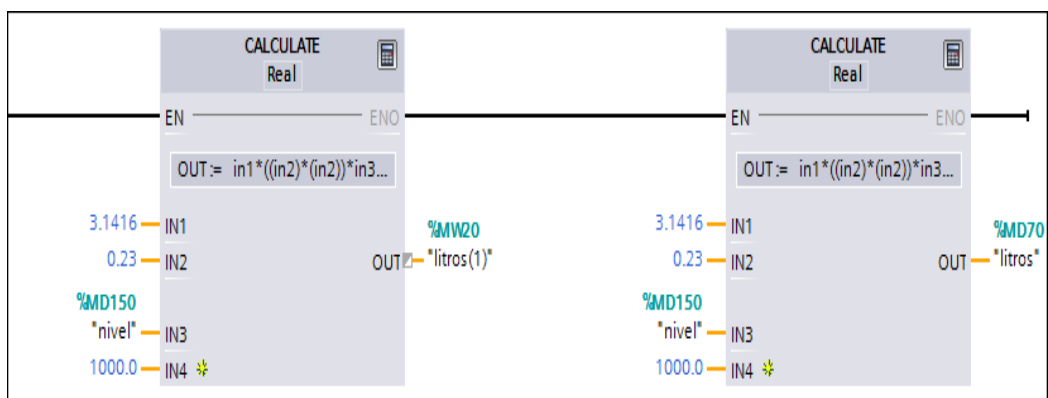 CALCULATE
Real
EN
ENO
OUT := in1*((in2)*(in2))*in3...
3.1416
IN1
%MW20
0.23
IN2
OUT
"litros(1)"
%MD150
"nivel"
IN3
1000.0
IN4
CALCULATE
Real
EN
ENO
OUT := in1*((in2)*(in2))*in3...
3.1416
IN1
%MD70
0.23
IN2
OUT
"litros"
%MD150
"nivel"
IN3
1000.0
IN4